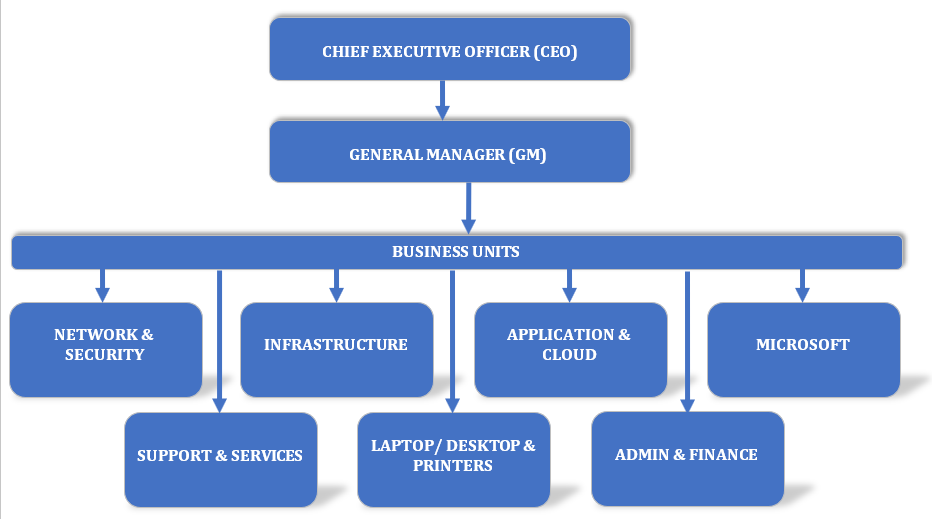 CHIEF EXECUTIVE OFFICER (CEO)
GENERAL MANAGER (GM)
BUSINESS UNITS
NETWORK &
SECURITY
INFRASTRUCTURE
APPLICATION &
CLOUD
MICROSOFT
SUPPORT & SERVICES
LAPTOP/ DESKTOP &
PRINTERS
ADMIN & FINANCE